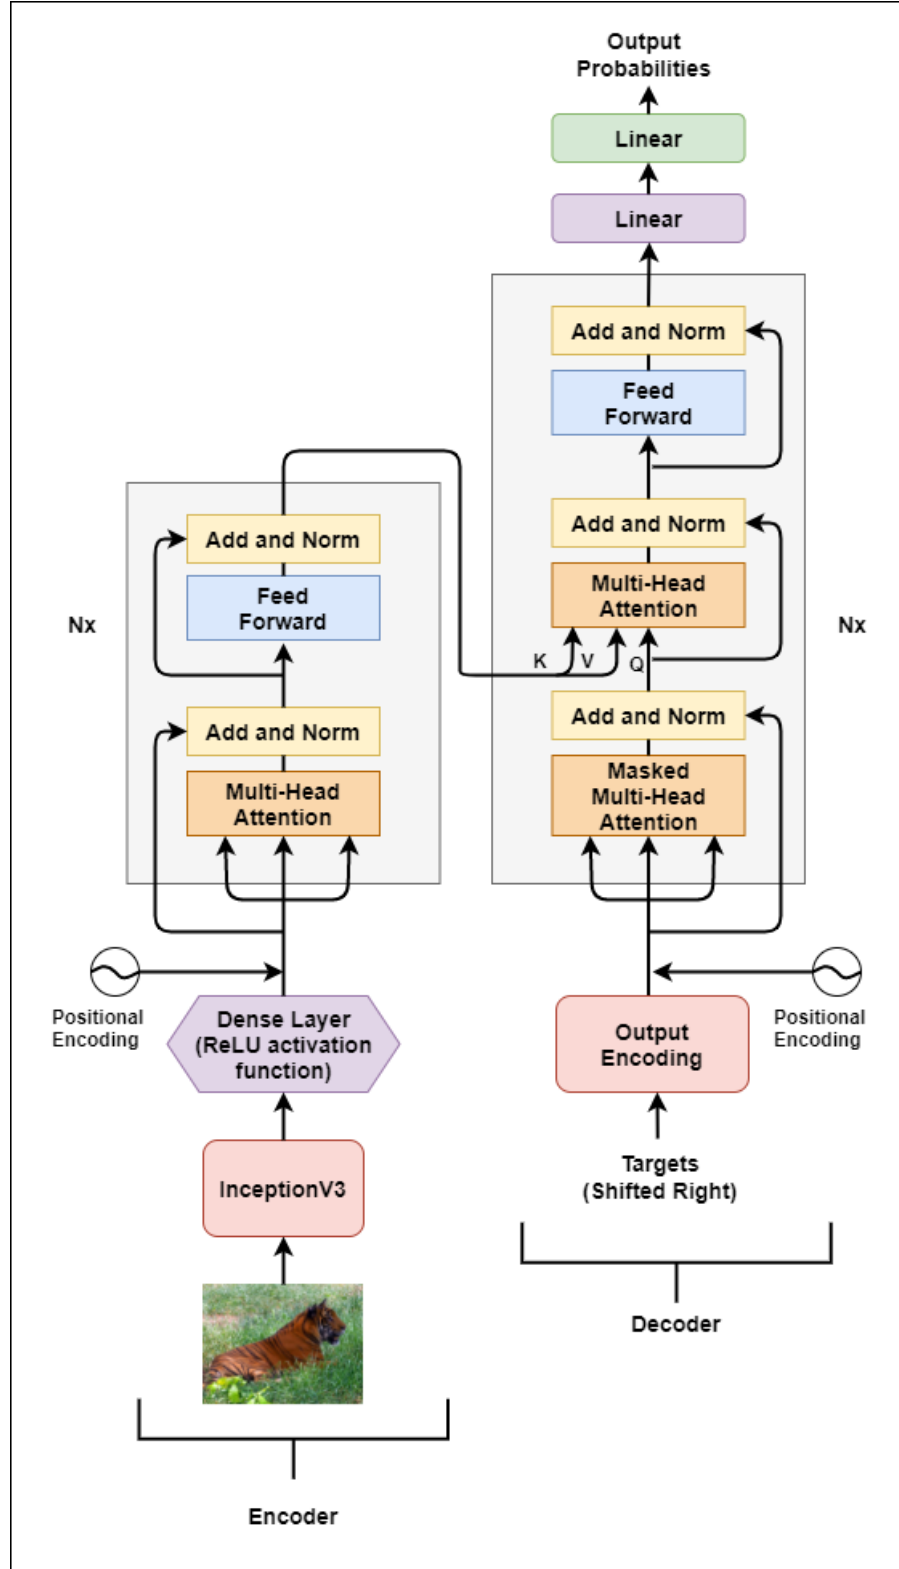 Output
Probabilities
Linear
Linear
Add and Norm
Feed
Forward
Add and Norm
Multi-Head
Attention
K
V
Q
Add and Norm
Masked
Multi-Head
Attention
Nx
Positional
Encoding
Output
Encoding
Targets
(Shifted Right)
Decoder
Add and Norm
Feed
Forward
Nx
Add and Norm
Multi-Head
Attention
Positional
Encoding
Dense Layer
(ReLU activation
function)
InceptionV3
Encoder